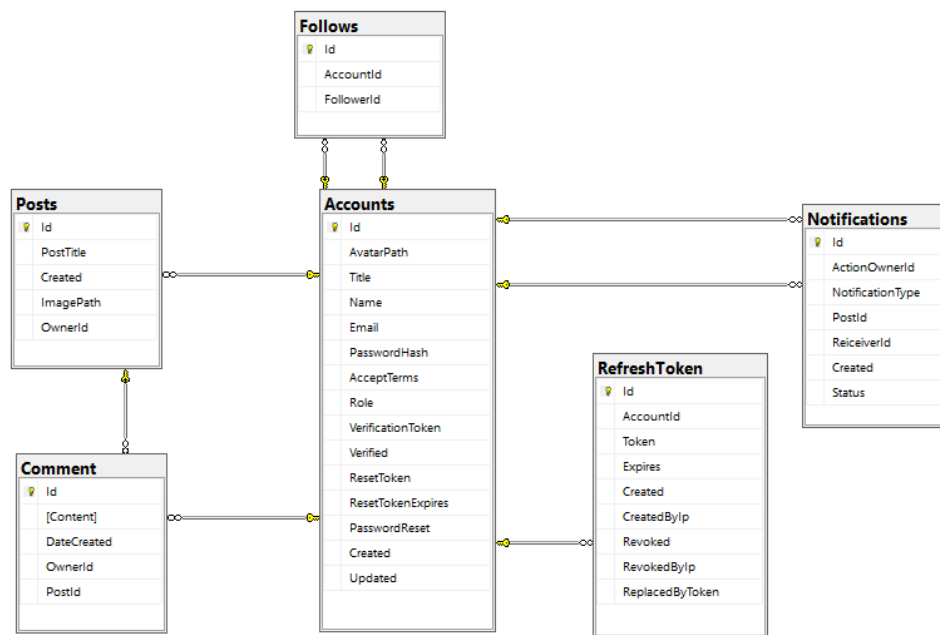 Follows
Id
AccountId
FollowerId
Posts
Id
PostTitle
Created
ImagePath
OwnerId
Accounts
Id
AvatarPath
Title
Name
Email
PasswordHash
AcceptTerms
Role
VerificationToken
Verified
ResetToken
ResetTokenExpires
PasswordReset
Created
Updated
Notifications
Id
ActionOwnerId
NotificationType
PostId
ReiceiverId
Created
Status
RefreshToken
Id
AccountId
Token
Expires
Created
CreatedByIp
Revoked
RevokedByIp
ReplacedByToken
Comment
Id
[Content]
DateCreated
OwnerId
PostId